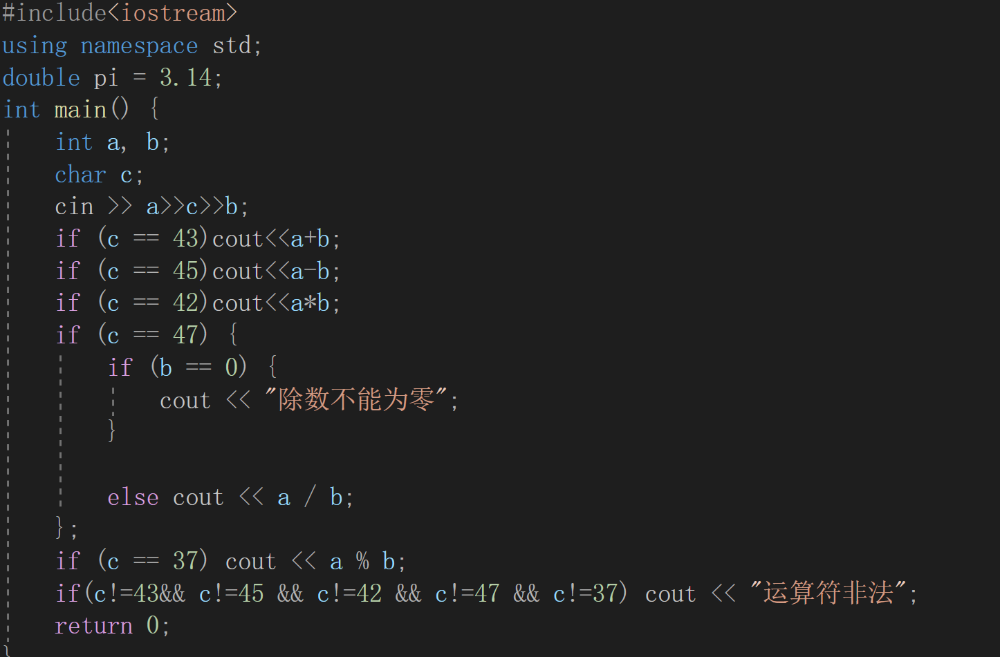 #include<iostream>
using namespace std;
double pi = 3.14;
int main() {
    int a, b;
    char c;
    cin >> a>>c>>b;
    if (c == 43)cout<<a+b;
    if (c == 45)cout<<a-b;
    if (c == 42)cout<<a*b;
    if (c == 47) {
        if (b == 0) {
            cout << "除数不能为零";
        }
        else cout << a / b;
    };
    if (c == 37) cout << a % b;
    if(c!=43&& c!=45 && c!=42 && c!=47 && c!=37) cout << "运算符非法";
    return 0;
}